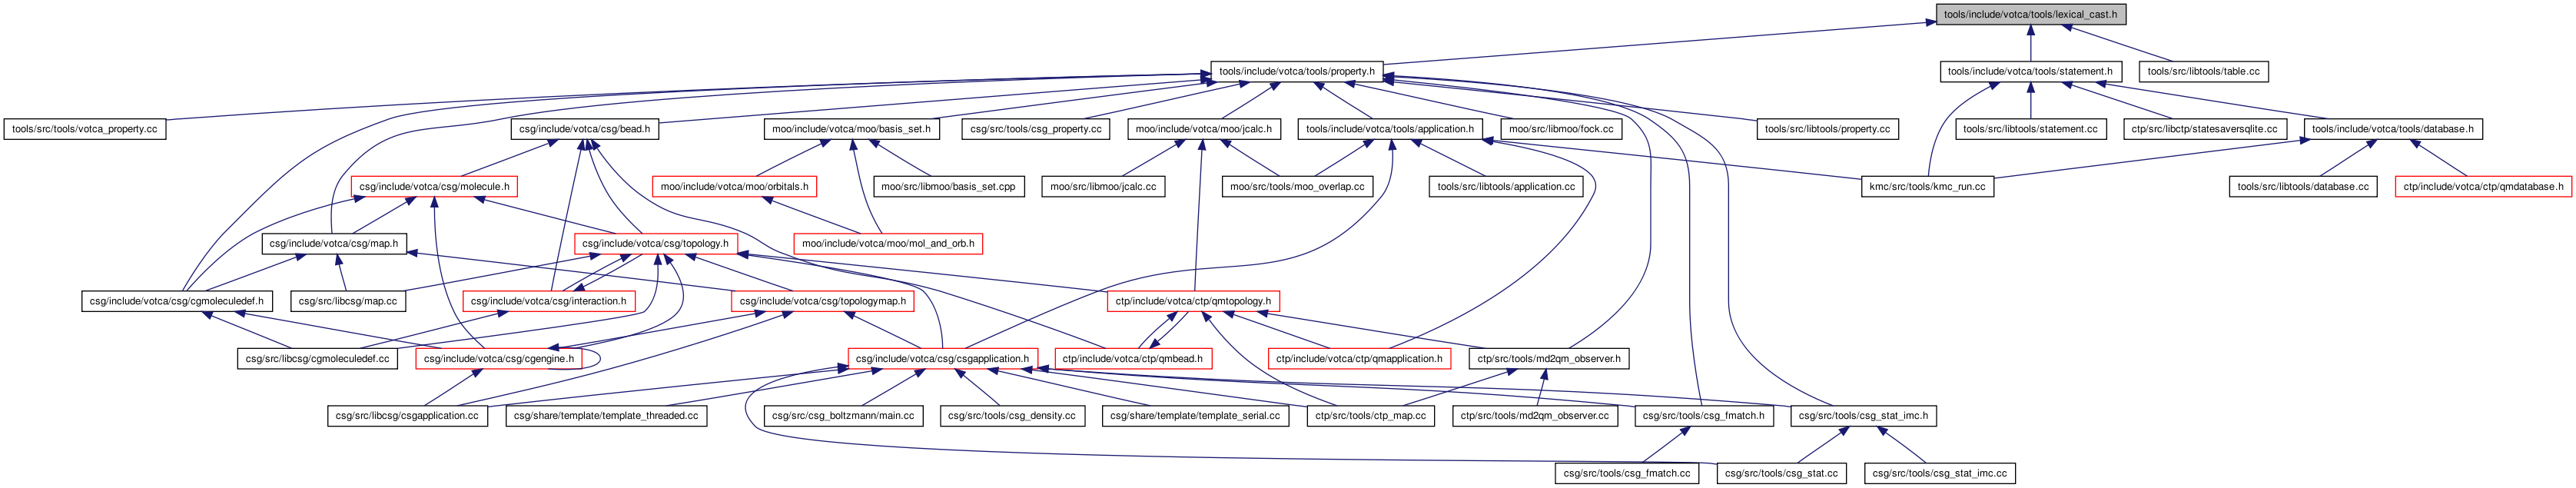 tools/include/votca/tools/lexical_cast.h
tools/include/votca/tools/property.h
tools/include/votca/tools/statement.h
tools/src/libtools/table.cc
tools/src/tools/votca_property.cc
csg/include/votca/csg/bead.h
moo/include/votca/moo/basis_set.h
csg/src/tools/csg_property.cc
moo/include/votca/moo/jcalc.h
tools/include/votca/tools/application.h
moo/src/libmoo/fock.cc
tools/src/libtools/property.cc
tools/src/libtools/statement.cc
ctp/src/libctp/statesaversqlite.cc
tools/include/votca/tools/database.h
csg/include/votca/csg/molecule.h
moo/include/votca/moo/orbitals.h
moo/src/libmoo/basis_set.cpp
moo/src/libmoo/jcalc.cc
moo/src/tools/moo_overlap.cc
tools/src/libtools/application.cc
kmc/src/tools/kmc_run.cc
tools/src/libtools/database.cc
ctp/include/votca/ctp/qmdatabase.h
csg/include/votca/csg/map.h
csg/include/votca/csg/topology.h
moo/include/votca/moo/mol_and_orb.h
csg/include/votca/csg/cgmoleculedef.h
csg/src/libcsg/map.cc
csg/include/votca/csg/interaction.h
csg/include/votca/csg/topologymap.h
ctp/include/votca/ctp/qmtopology.h
csg/src/libcsg/cgmoleculedef.cc
csg/include/votca/csg/cgengine.h
csg/include/votca/csg/csgapplication.h
ctp/include/votca/ctp/qmbead.h
ctp/include/votca/ctp/qmapplication.h
ctp/src/tools/md2qm_observer.h
csg/src/libcsg/csgapplication.cc
csg/share/template/template_threaded.cc
csg/src/csg_boltzmann/main.cc
csg/src/tools/csg_density.cc
csg/share/template/template_serial.cc
ctp/src/tools/ctp_map.cc
ctp/src/tools/md2qm_observer.cc
csg/src/tools/csg_fmatch.h
csg/src/tools/csg_stat_imc.h
csg/src/tools/csg_fmatch.cc
csg/src/tools/csg_stat.cc
csg/src/tools/csg_stat_imc.cc